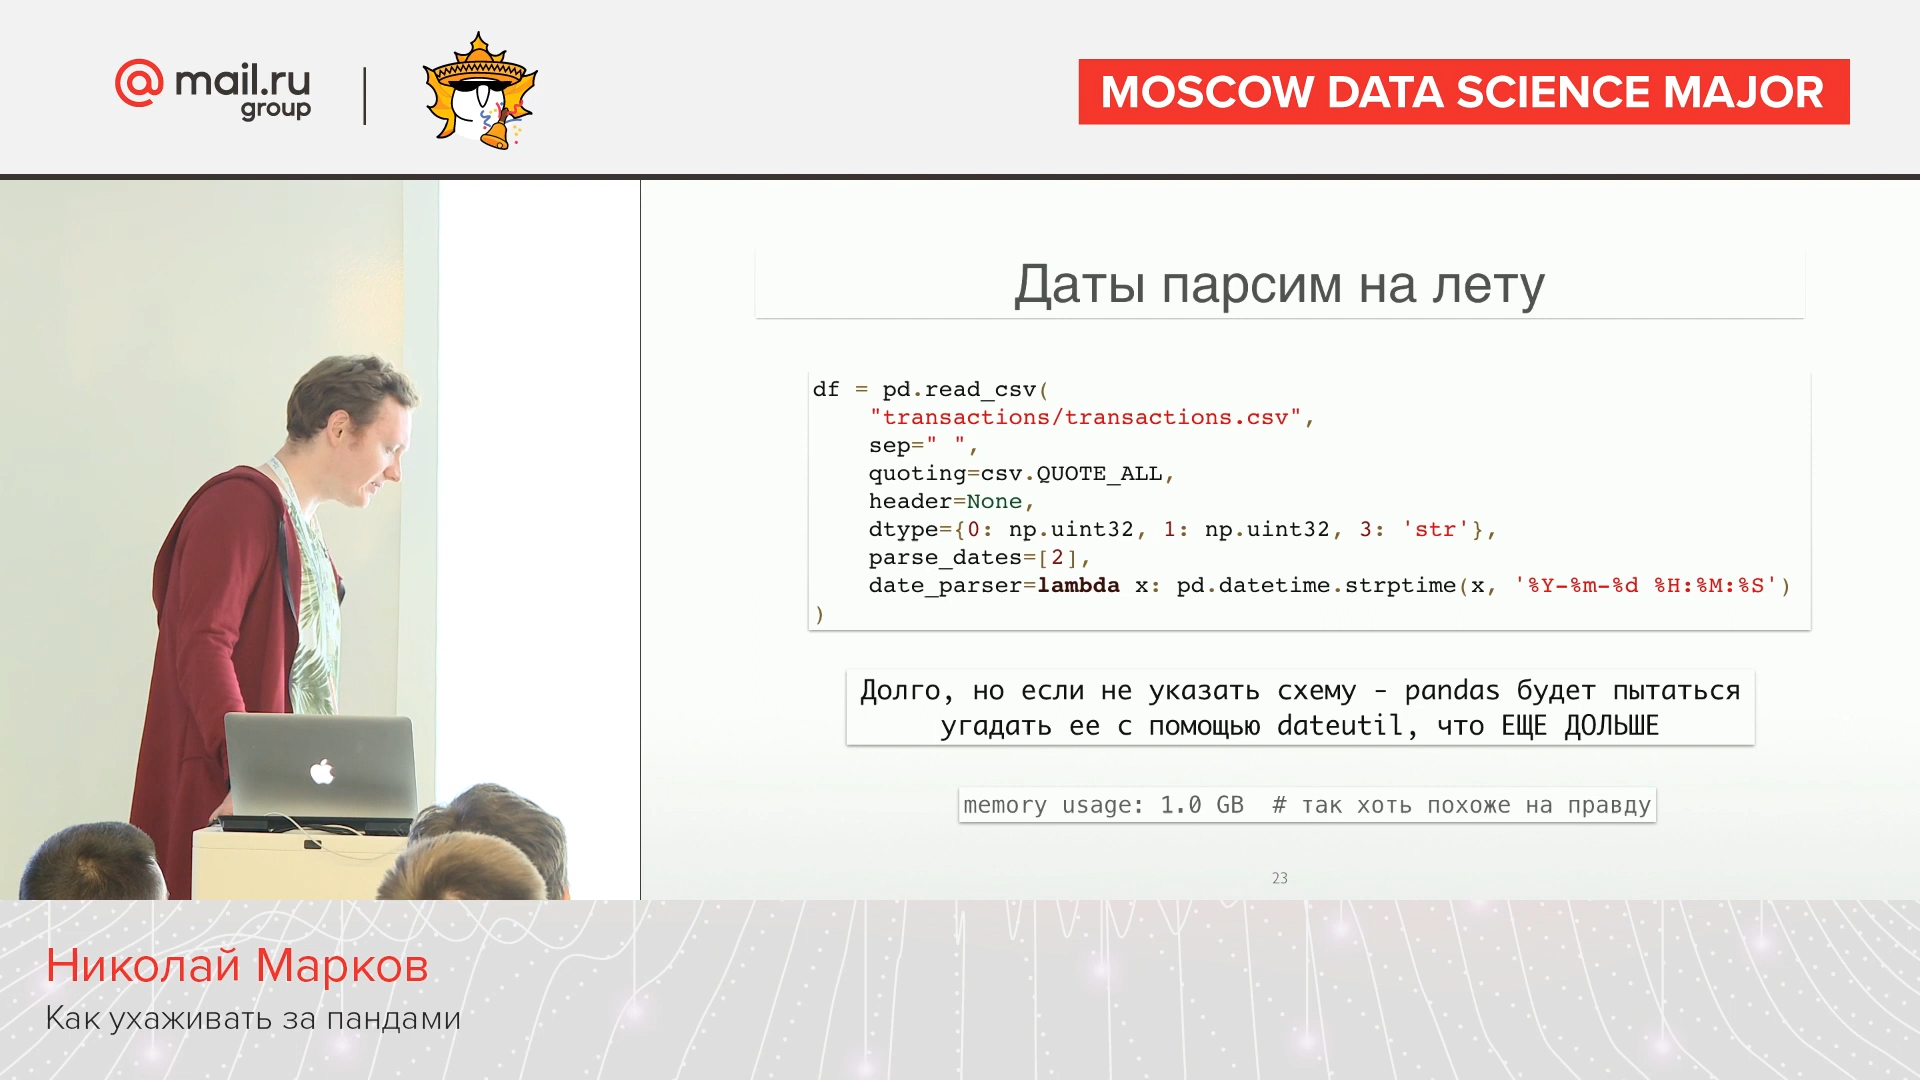 mail.ru
group
MOSCOW DATA SCIENCE MAJOR
Даты парсим на лету
df = pd.read_csv(
    "transactions/transactions.csv",
    sep=" ",
    quoting=csv.QUOTE_ALL,
    header=None,
    dtype={0: np.uint32, 1: np.uint32, 3: 'str'},
    parse_dates=[2],
    date_parser=lambda x: pd.datetime.strptime(x, '%Y-%m-%d %H:%M:%S')
)
Долго, но если не указать схему - pandas будет пытаться
угадать ее с помощью dateutil, что ЕЩЕ ДОЛЬШЕ
memory usage: 1.0 GB  # так хоть похоже на правду
23
Николай Марков
Как ухаживать за пандами